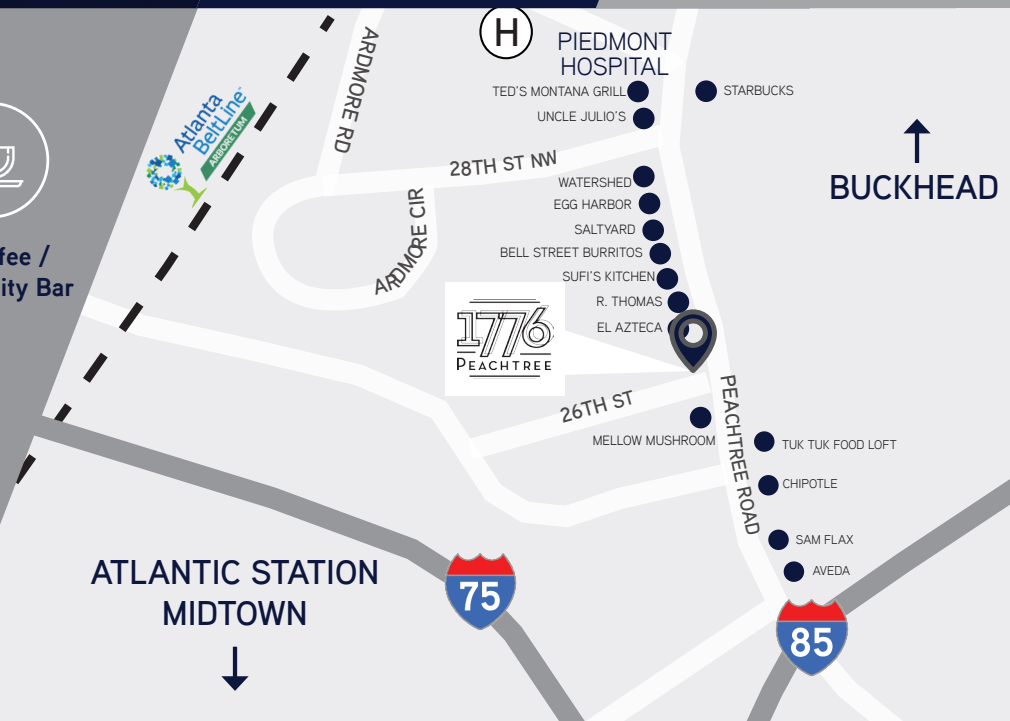 H
PIEDMONT
HOSPITAL
ARDMORE RD
TED'S MONTANA GRILL
STARBUCKS
UNCLE JULIO'S
Atlanta
BeltLine
ARBORETUM
28TH ST NW
BUCKHEAD
WATERSHED
EGG HARBOR
ARDMORE CIR
SALTYARD
BELL STREET BURRITOS
SUFI'S KITCHEN
R. THOMAS
EL AZTECA
1776
PEACHTREE
26TH ST
PEACHTREE ROAD
MELLOW MUSHROOM
TUK TUK FOOD LOFT
CHIPOTLE
SAM FLAX
AVEDA
ATLANTIC STATION
MIDTOWN
75
85
fee /
ity Bar